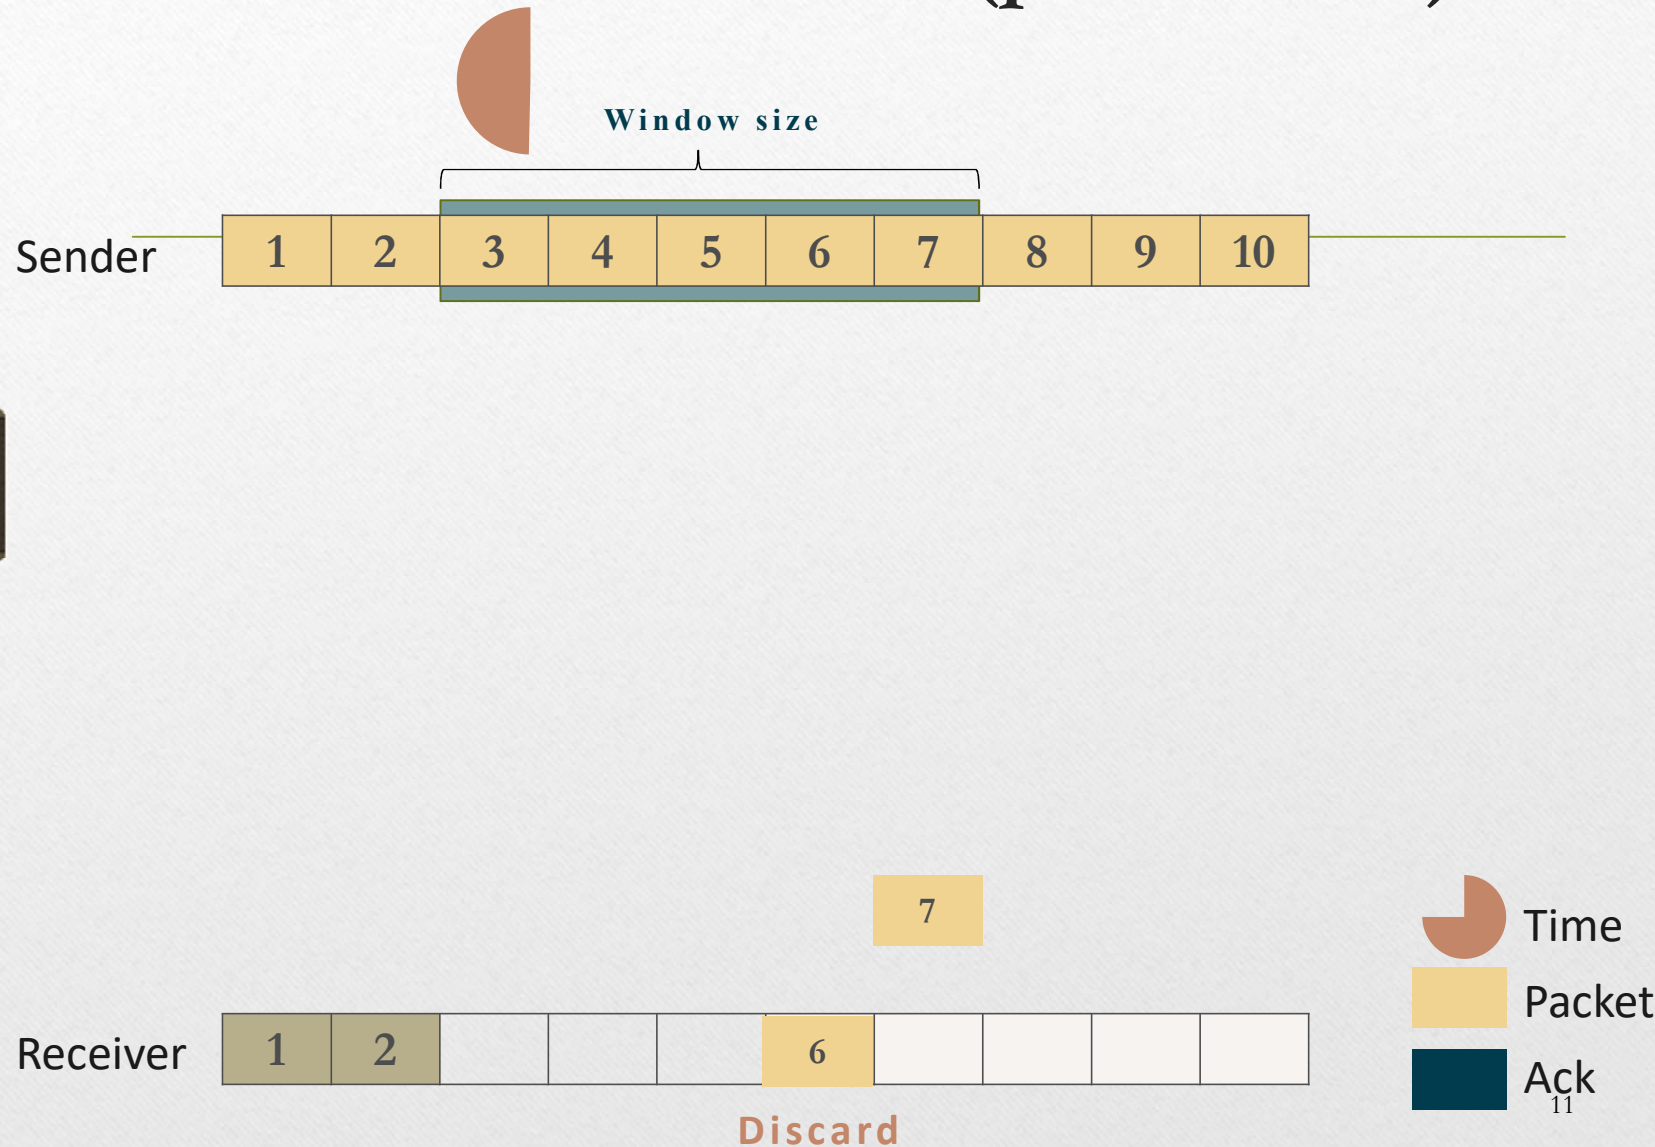 Window size
Sender
1 2 3 4 5 6 7 8 9 10
7
Time
Packet
Receiver
1 2 6
Ack
11
Discard